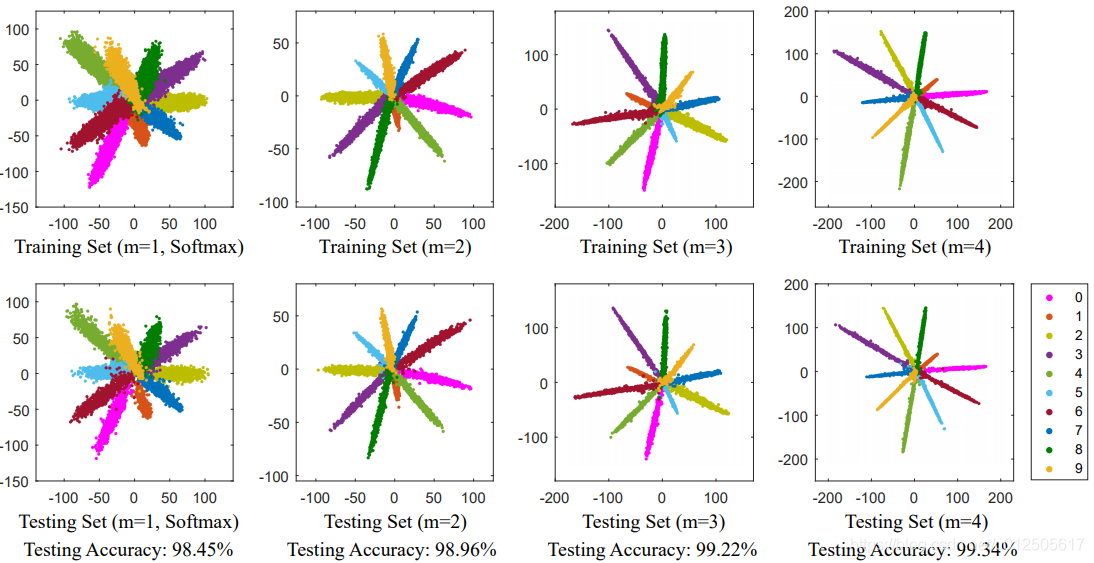 100
50
0
-50
-100
-150
-100 -50 0 50 100
Training Set (m=1, Softmax)
50
0
-50
-100
-100 -50 0 50 100
Training Set (m=2)
100
0
-100
-200 -100 0 100
Training Set (m=3)
200
100
0
-100
-200
-200 -100 0 100 200
Training Set (m=4)
100
50
0
-50
-100
-150
-100 -50 0 50 100
Testing Set (m=1, Softmax)
Testing Accuracy: 98.45%
50
0
-50
-100
-100 -50 0 50 100
Testing Set (m=2)
Testing Accuracy: 98.96%
100
0
-100
-200 -100 0 100
Testing Set (m=3)
Testing Accuracy: 99.22%
200
100
0
-100
-200
-200 -100 0 100 200
Testing Set (m=4)
Testing Accuracy: 99.34%
0
1
2
3
4
5
6
7
8
9